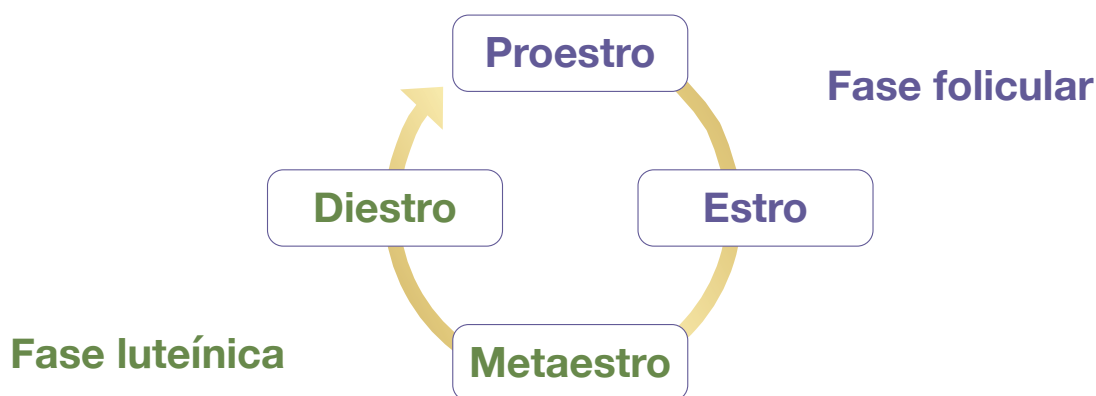 Proestro
Fase folicular
Diestro
Estro
Fase luteínica
Metaestro